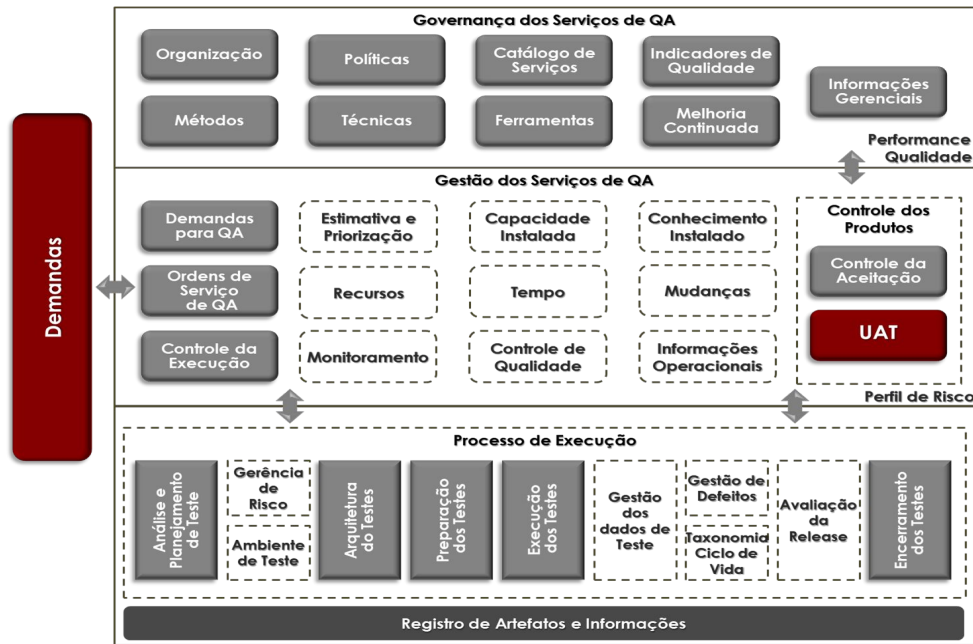 Governança dos Serviços de QA
Organização
Políticas
Catálogo de
Serviços
Indicadores de
Qualidade
Informações
Gerenciais
Métodos
Técnicas
Ferramentas
Melhoria
Continuada
Performance
Qualidade
Demandas
Gestão dos Serviços de QA
Demandas
para QA
Estimativa e
Priorização
Capacidade
Instalada
Conhecimento
Instalado
Controle dos
Produtos
Ordens de
Serviço
de QA
Recursos
Tempo
Mudanças
Controle da
Aceitação
Controle da
Execução
Monitoramento
Controle de
Qualidade
Informações
Operacionais
UAT
Perfil de Risco
Processo de Execução
Análise e
Planejamento
de Teste
Gerência
de
Risco
Ambiente
de Teste
Arquitetura
do Testes
Preparação
dos Testes
Execução
dos Testes
Gestão
dos
dados de
Teste
Gestão de
Defeitos
Taxonomia
Ciclo de
Vida
Avaliação
da
Release
Encerramento
dos Testes
Registro de Artefatos e Informações